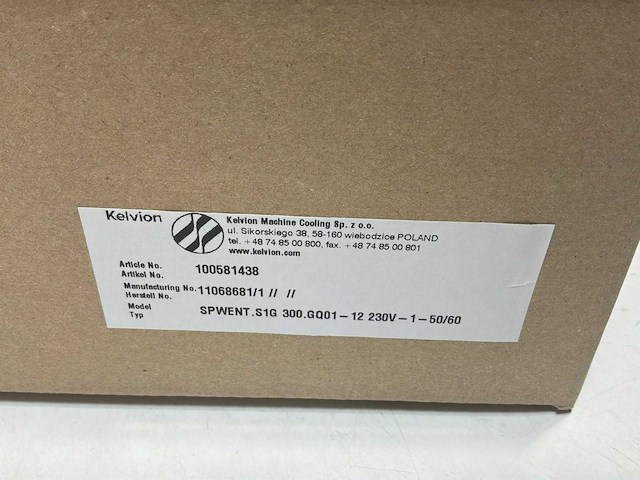 Kelvion
Kelvion Machine Cooling Sp. z o.o.
ul. Sikorskiego 38, 58-160 wiebodzice POLAND
tel. + 48 74 85 00 800, fax. + 48 74 85 00 801
www.kelvion.com
Article No.
Artikel No. 100581438
Manufacturing No. 11068681/1 // //
Herstell No.
Model SPWENT.S1G 300.GQ01-12 230V-1-50/60
Typ